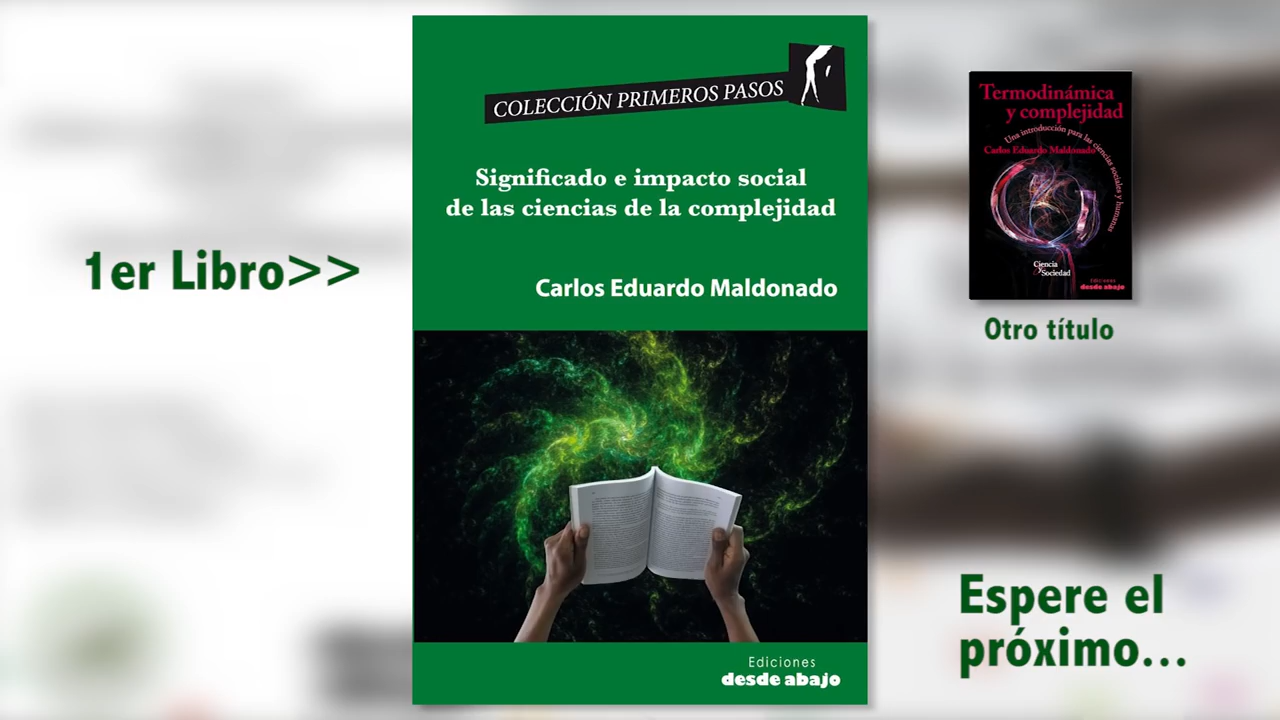 1er Libro>>
COLECCIÓN PRIMEROS PASOS
Significado e impacto social
de las ciencias de la complejidad
Carlos Eduardo Maldonado
Ediciones
desde abajo
Termodinámica
y complejidad
Una introducción para las ciencias sociales y humanas
Carlos Eduardo Maldonado
Ciencia
y Sociedad
Ediciones
desde abajo
Otro título
Espere el
próximo...